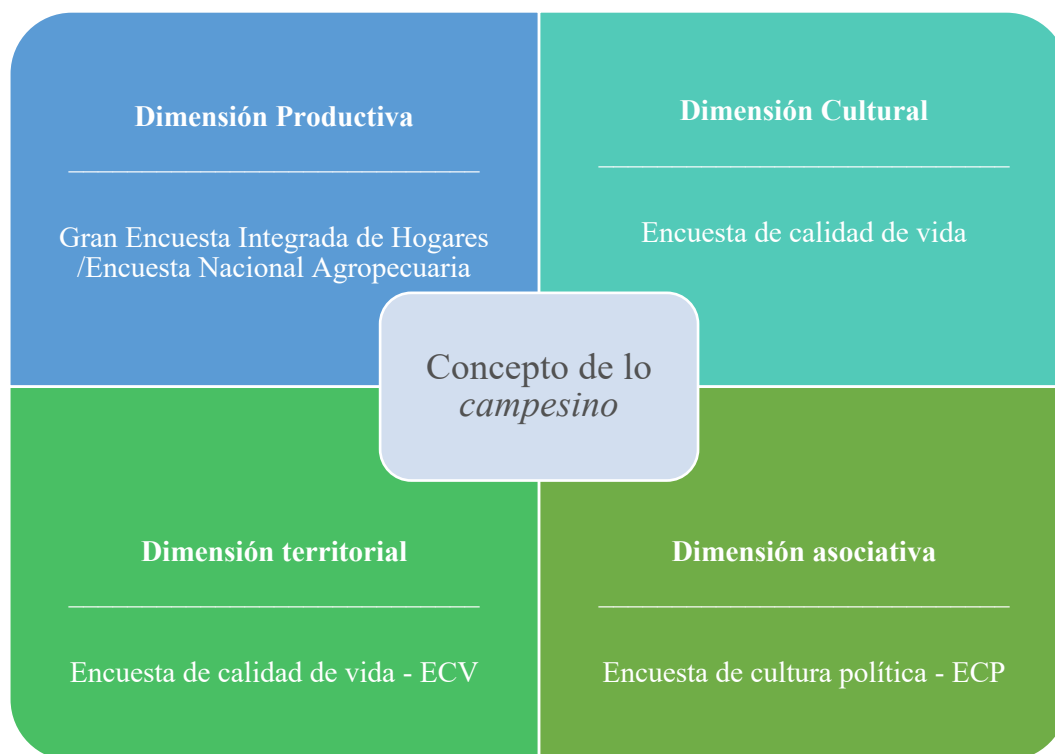 Dimensión Productiva
Gran Encuesta Integrada de Hogares
/Encuesta Nacional Agropecuaria
Dimensión Cultural
Encuesta de calidad de vida
Concepto de lo
campesino
Dimensión territorial
Encuesta de calidad de vida - ECV
Dimensión asociativa
Encuesta de cultura política - ECP